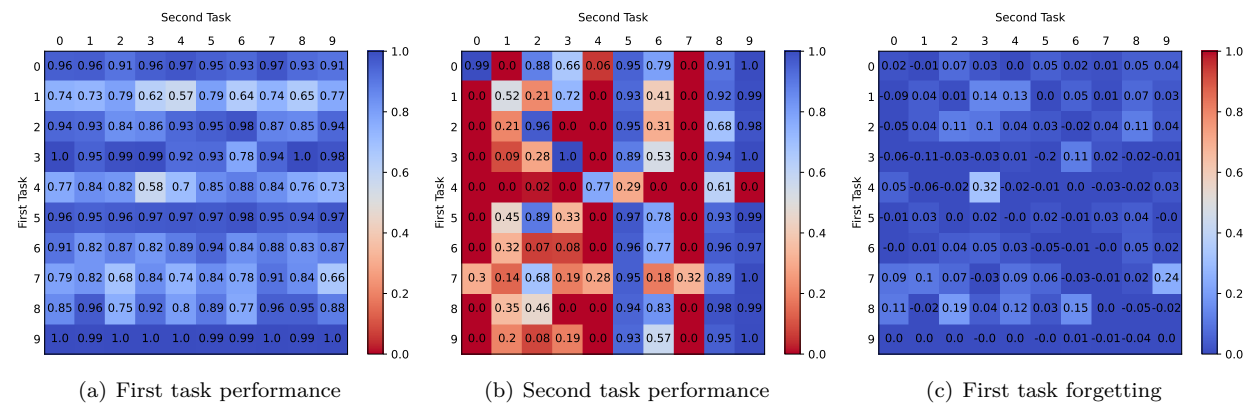 Second Task
0 1 2 3 4 5 6 7 8 9
First Task
0 0.96 0.96 0.91 0.96 0.97 0.95 0.93 0.97 0.93 0.91
1 0.74 0.73 0.79 0.62 0.57 0.79 0.64 0.74 0.65 0.77
2 0.94 0.93 0.84 0.86 0.93 0.95 0.98 0.87 0.85 0.94
3 1.0 0.95 0.99 0.99 0.92 0.93 0.78 0.94 1.0 0.98
4 0.77 0.84 0.82 0.58 0.7 0.85 0.88 0.84 0.76 0.73
5 0.96 0.95 0.96 0.97 0.97 0.97 0.98 0.95 0.94 0.97
6 0.91 0.82 0.87 0.82 0.89 0.94 0.84 0.88 0.83 0.87
7 0.79 0.82 0.68 0.84 0.74 0.84 0.78 0.91 0.84 0.66
8 0.85 0.96 0.75 0.92 0.8 0.89 0.77 0.96 0.95 0.88
9 1.0 0.99 1.0 1.0 1.0 0.99 0.99 1.0 0.99 1.0
1.0
0.8
0.6
0.4
0.2
0.0
(a) First task performance
Second Task
0 1 2 3 4 5 6 7 8 9
First Task
0 0.99 0.0 0.88 0.66 0.06 0.95 0.79 0.0 0.91 1.0
1 0.0 0.52 0.21 0.72 0.0 0.93 0.41 0.0 0.92 0.99
2 0.0 0.21 0.96 0.0 0.0 0.95 0.31 0.0 0.68 0.98
3 0.0 0.09 0.28 1.0 0.0 0.89 0.53 0.0 0.94 1.0
4 0.0 0.0 0.02 0.0 0.77 0.29 0.0 0.0 0.61 0.0
5 0.0 0.45 0.89 0.33 0.0 0.97 0.78 0.0 0.93 0.99
6 0.0 0.32 0.07 0.08 0.0 0.96 0.77 0.0 0.96 0.97
7 0.3 0.14 0.68 0.19 0.28 0.95 0.18 0.32 0.89 1.0
8 0.0 0.35 0.46 0.0 0.0 0.94 0.83 0.0 0.98 0.99
9 0.0 0.2 0.08 0.19 0.0 0.93 0.57 0.0 0.95 1.0
1.0
0.8
0.6
0.4
0.2
0.0
(b) Second task performance
Second Task
0 1 2 3 4 5 6 7 8 9
First Task
0 0.02 -0.01 0.07 0.03 0.0 0.05 0.02 0.01 0.05 0.04
1 -0.09 0.04 0.01 0.14 0.13 0.0 0.05 0.01 0.07 0.03
2 -0.05 0.02 0.11 0.1 0.04 0.03 -0.02 0.04 0.11 0.04
3 -0.06 -0.11 -0.03 -0.03 0.01 -0.2 0.11 0.02 -0.02 -0.01
4 0.05 -0.06 -0.02 0.32 -0.02 -0.01 0.0 -0.03 -0.02 0.03
5 -0.01 0.03 0.0 0.02 -0.0 0.02 0.01 0.01 0.04 -0.0
6 -0.0 0.01 0.04 0.05 0.03 -0.0 0.05 0.01 0.05 0.02
7 0.09 0.1 0.07 -0.03 0.09 0.06 -0.03 -0.01 -0.02 0.24
8 0.11 -0.02 0.19 0.04 0.12 0.03 0.15 0.0 -0.05 -0.02
9 0.0 0.0 -0.0 0.0 -0.0 0.01 0.04 0.0 0.0 0.0
1.0
0.8
0.6
0.4
0.2
0.0
(c) First task forgetting